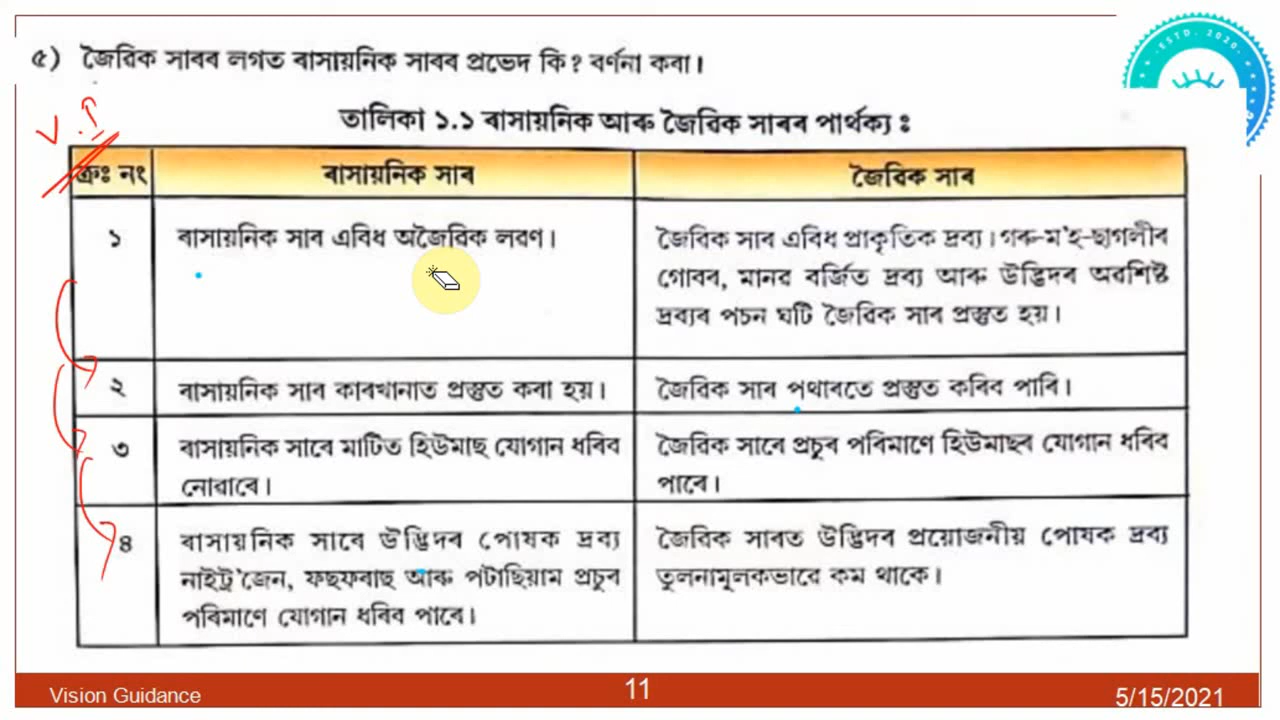 ৫) জৈৱিক সাৰৰ লগত ৰাসায়নিক সাৰৰ প্ৰভেদ কি? বৰ্ণনা কৰা।
ESTD. 2020
V. I
তালিকা ১.১ ৰাসায়নিক আৰু জৈৱিক সাৰৰ পাৰ্থক্য ঃ
ক্ৰঃ নং
ৰাসায়নিক সাৰ
জৈৱিক সাৰ
১
ৰাসায়নিক সাৰ এবিধ অজৈৱিক লৱণ।
জৈৱিক সাৰ এবিধ প্ৰাকৃতিক দ্ৰব্য। গৰু-ম'হ-ছাগলীৰ
গোবৰ, মানৱ বৰ্জিত দ্ৰব্য আৰু উদ্ভিদৰ অৱশিষ্ট
দ্ৰব্যৰ পচন ঘটি জৈৱিক সাৰ প্ৰস্তুত হয়।
২
ৰাসায়নিক সাৰ কাৰখানাত প্ৰস্তুত কৰা হয়।
জৈৱিক সাৰ পথাৰতে প্ৰস্তুত কৰিব পাৰি।
৩
ৰাসায়নিক সাৰে মাটিত হিউমাছ যোগান ধৰিব
নোৱাৰে।
জৈৱিক সাৰে প্ৰচুৰ পৰিমাণে হিউমাছৰ যোগান ধৰিব
পাৰে।
৪
ৰাসায়নিক সাৰে উদ্ভিদৰ পোষক দ্ৰব্য
নাইট্ৰ'জেন, ফছফৰাছ আৰু পটাছিয়াম প্ৰচুৰ
পৰিমাণে যোগান ধৰিব পাৰে।
জৈৱিক সাৰত উদ্ভিদৰ প্ৰয়োজনীয় পোষক দ্ৰব্য
তুলনামূলকভাৱে কম থাকে।
Vision Guidance
11
5/15/2021